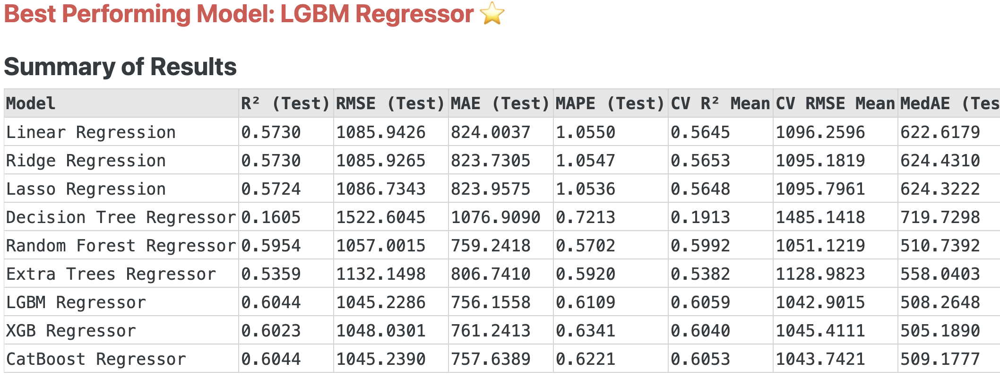 Best Performing Model: LGBM Regressor ⭐
Summary of Results
Model R² (Test) RMSE (Test) MAE (Test) MAPE (Test) CV R² Mean CV RMSE Mean MedAE (Tes
Linear Regression 0.5730 1085.9426 824.0037 1.0550 0.5645 1096.2596 622.6179
Ridge Regression 0.5730 1085.9265 823.7305 1.0547 0.5653 1095.1819 624.4310
Lasso Regression 0.5724 1086.7343 823.9575 1.0536 0.5648 1095.7961 624.3222
Decision Tree Regressor 0.1605 1522.6045 1076.9090 0.7213 0.1913 1485.1418 719.7298
Random Forest Regressor 0.5954 1057.0015 759.2418 0.5702 0.5992 1051.1219 510.7392
Extra Trees Regressor 0.5359 1132.1498 806.7410 0.5920 0.5382 1128.9823 558.0403
LGBM Regressor 0.6044 1045.2286 756.1558 0.6109 0.6059 1042.9015 508.2648
XGB Regressor 0.6023 1048.0301 761.2413 0.6341 0.6040 1045.4111 505.1890
CatBoost Regressor 0.6044 1045.2390 757.6389 0.6221 0.6053 1043.7421 509.1777